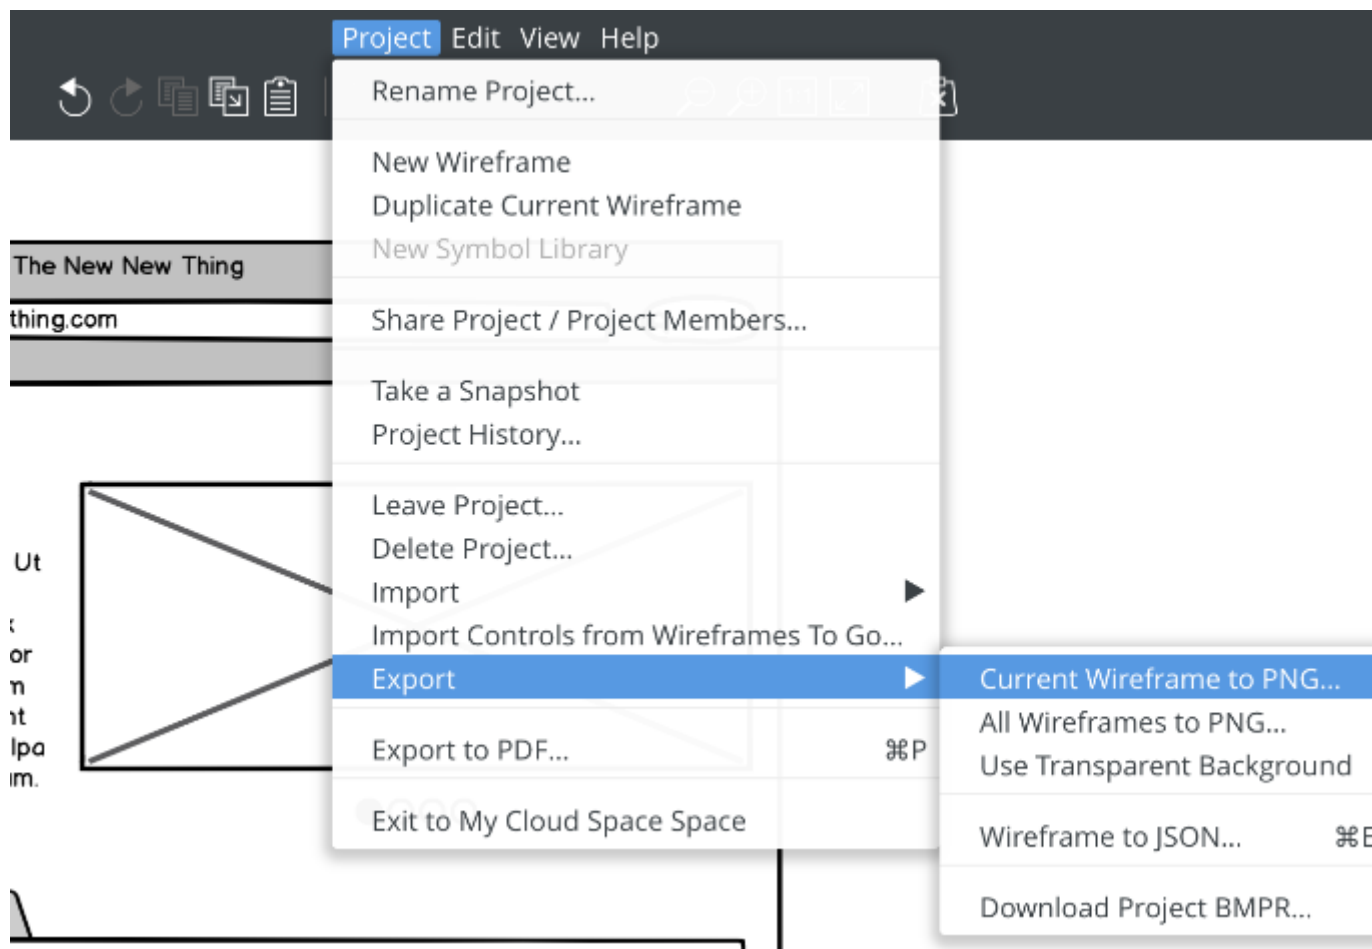 Project Edit View Help
Rename Project...
New Wireframe
Duplicate Current Wireframe
New Symbol Library
The New New Thing
thing.com
Share Project / Project Members...
Take a Snapshot
Project History...
Leave Project...
Delete Project...
Import
Import Controls from Wireframes To Go...
Export
Export to PDF... ⌘P
Exit to My Cloud Space Space
Current Wireframe to PNG...
All Wireframes to PNG...
Use Transparent Background
Wireframe to JSON... ⌘E
Download Project BMPR...
Ut
or
m
nt
lpa
um.